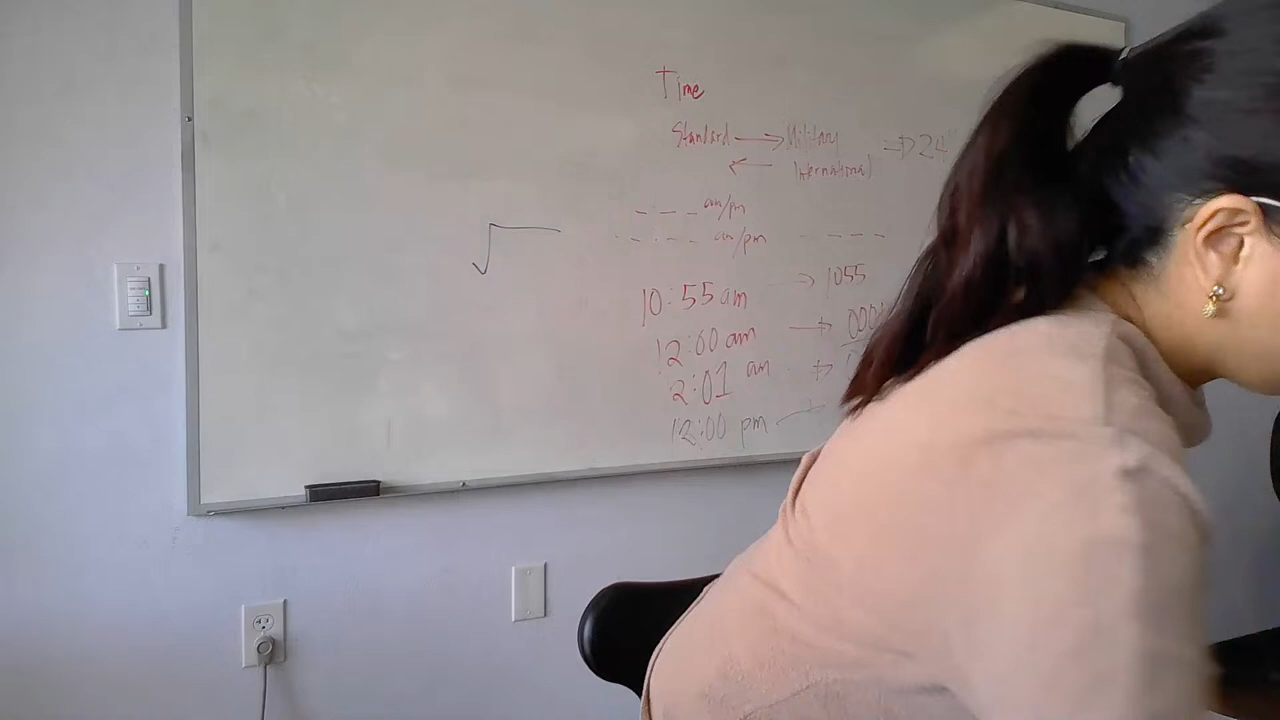 Time
Standard → Military ⇒ 24
← International
_ : _ _ am/pm
_ _ : _ _ am/pm _ _ _ _
10:55 am → 1055
12:00 am → 000
2:01 am →
12:00 pm →
√